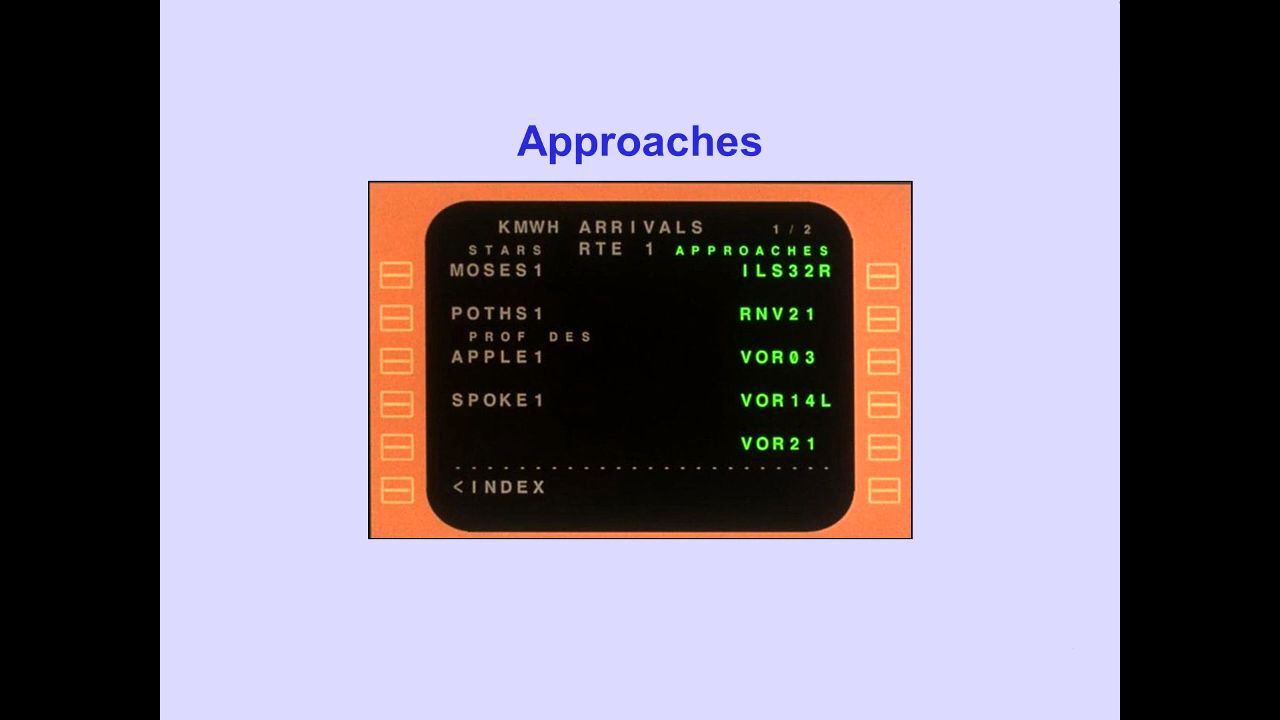 Approaches
KMWH ARRIVALS 1/2
STARS RTE 1 APPROACHES
MOSES1 ILS32R
POTHS1 RNV21
PROF DES
APPLE1 VOR03
SPOKE1 VOR14L
VOR21
- - - - - - - - - - - - - - - - - - - - - - - -
<INDEX